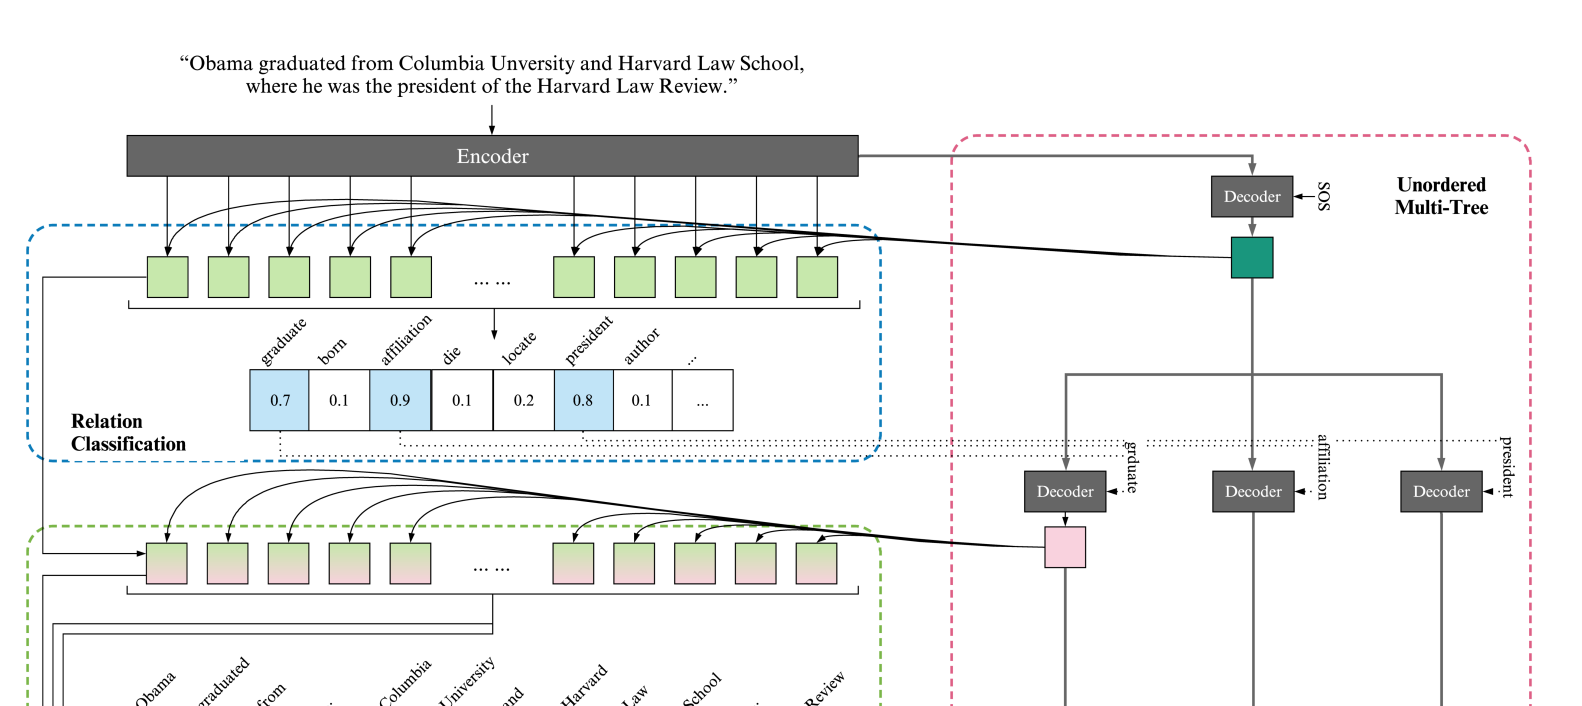 “Obama graduated from Columbia Unversity and Harvard Law School,
where he was the president of the Harvard Law Review.”
Encoder
Decoder
SOS
Unordered
Multi-Tree
... ...
graduate
born
affiliation
die
locate
president
author
...
0.7
0.1
0.9
0.1
0.2
0.8
0.1
...
Relation
Classification
grduate
affiliation
president
Decoder
Decoder
Decoder
... ...
Obama
graduated
from
Columbia
University
and
Harvard
Law
School
Review